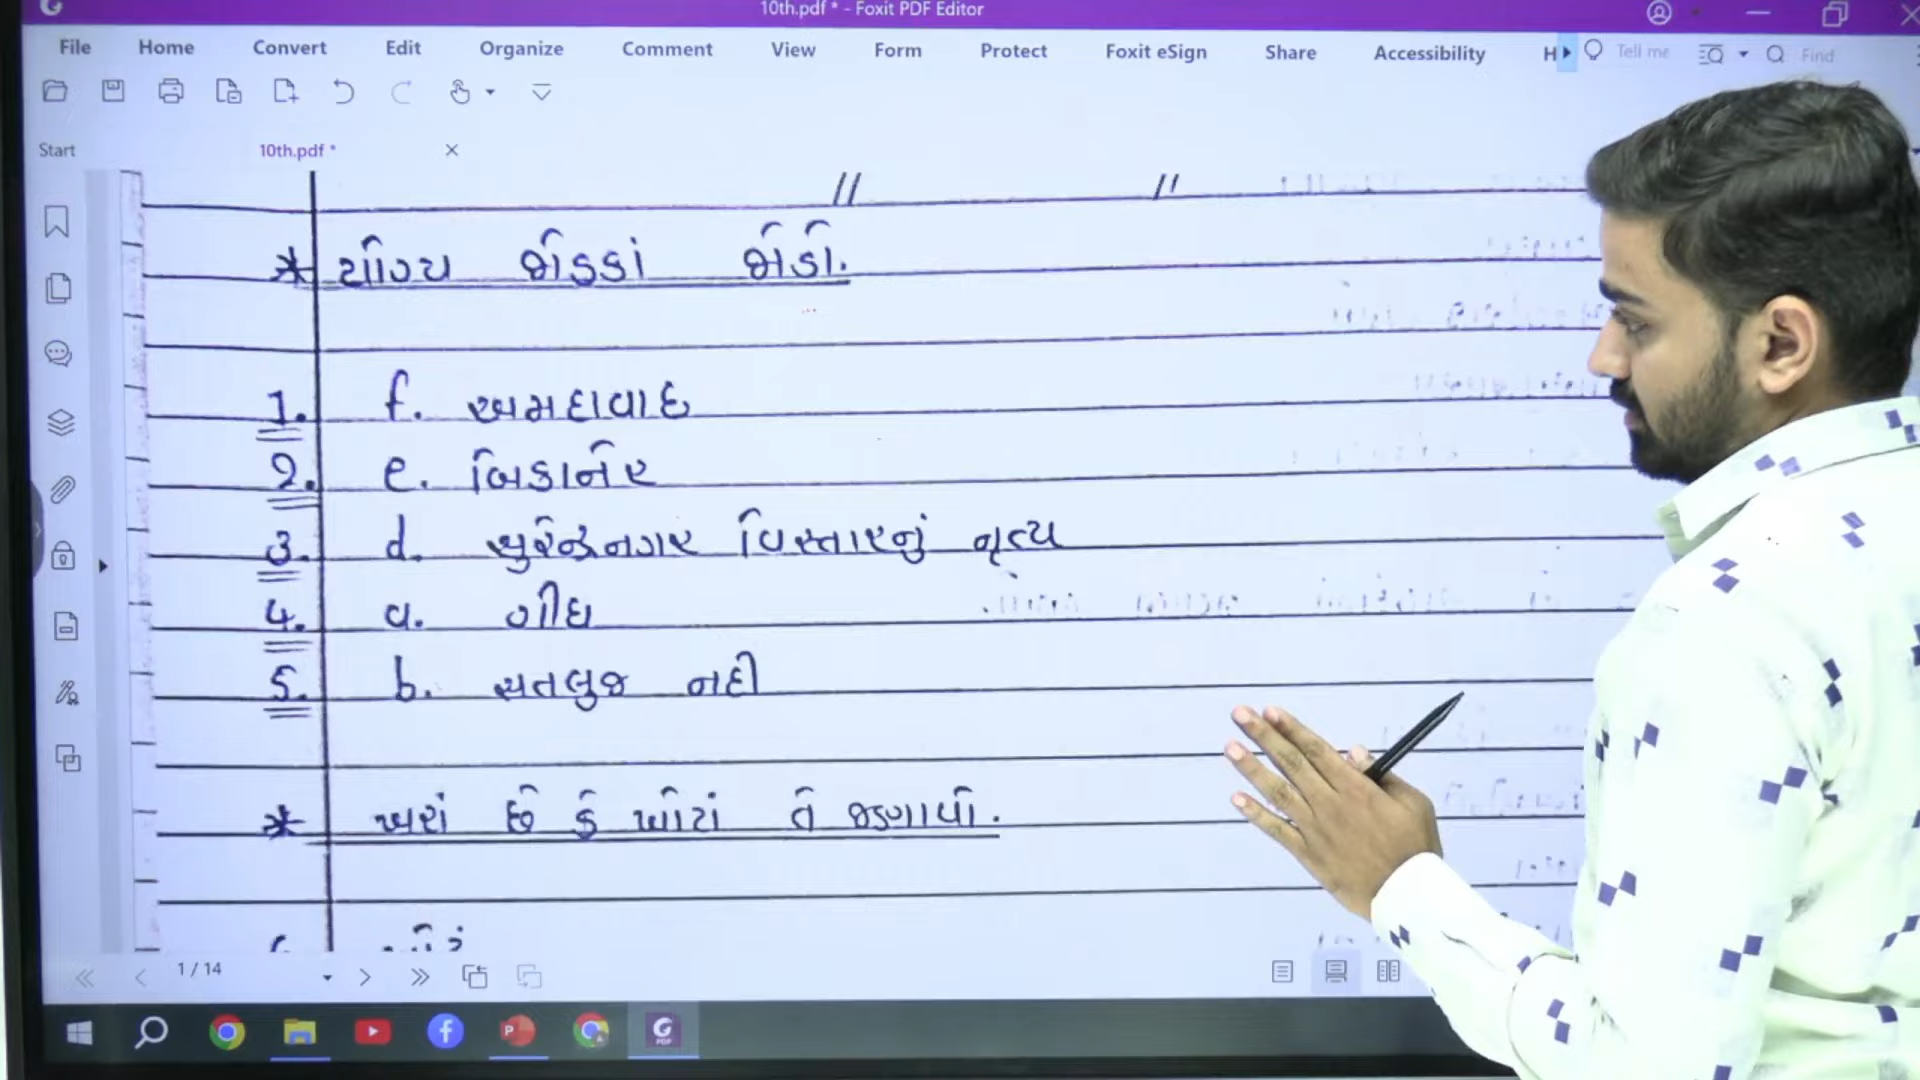 10th.pdf * - Foxit PDF Editor
File Home Convert Edit Organize Comment View Form Protect Foxit eSign Share Accessibility H Tell me Find
Start 10th.pdf *
// //
* યોગ્ય જોડકાં જોડો.
1. f. અમદાવાદ
2. e. બિકાનેર
3. d. સુરેન્દ્રનગર વિસ્તારનું નૃત્ય
4. a. ગીધ
5. b. સતલુજ નદી
* ખરાં છે કે ખોટાં તે જણાવો.
1 / 14